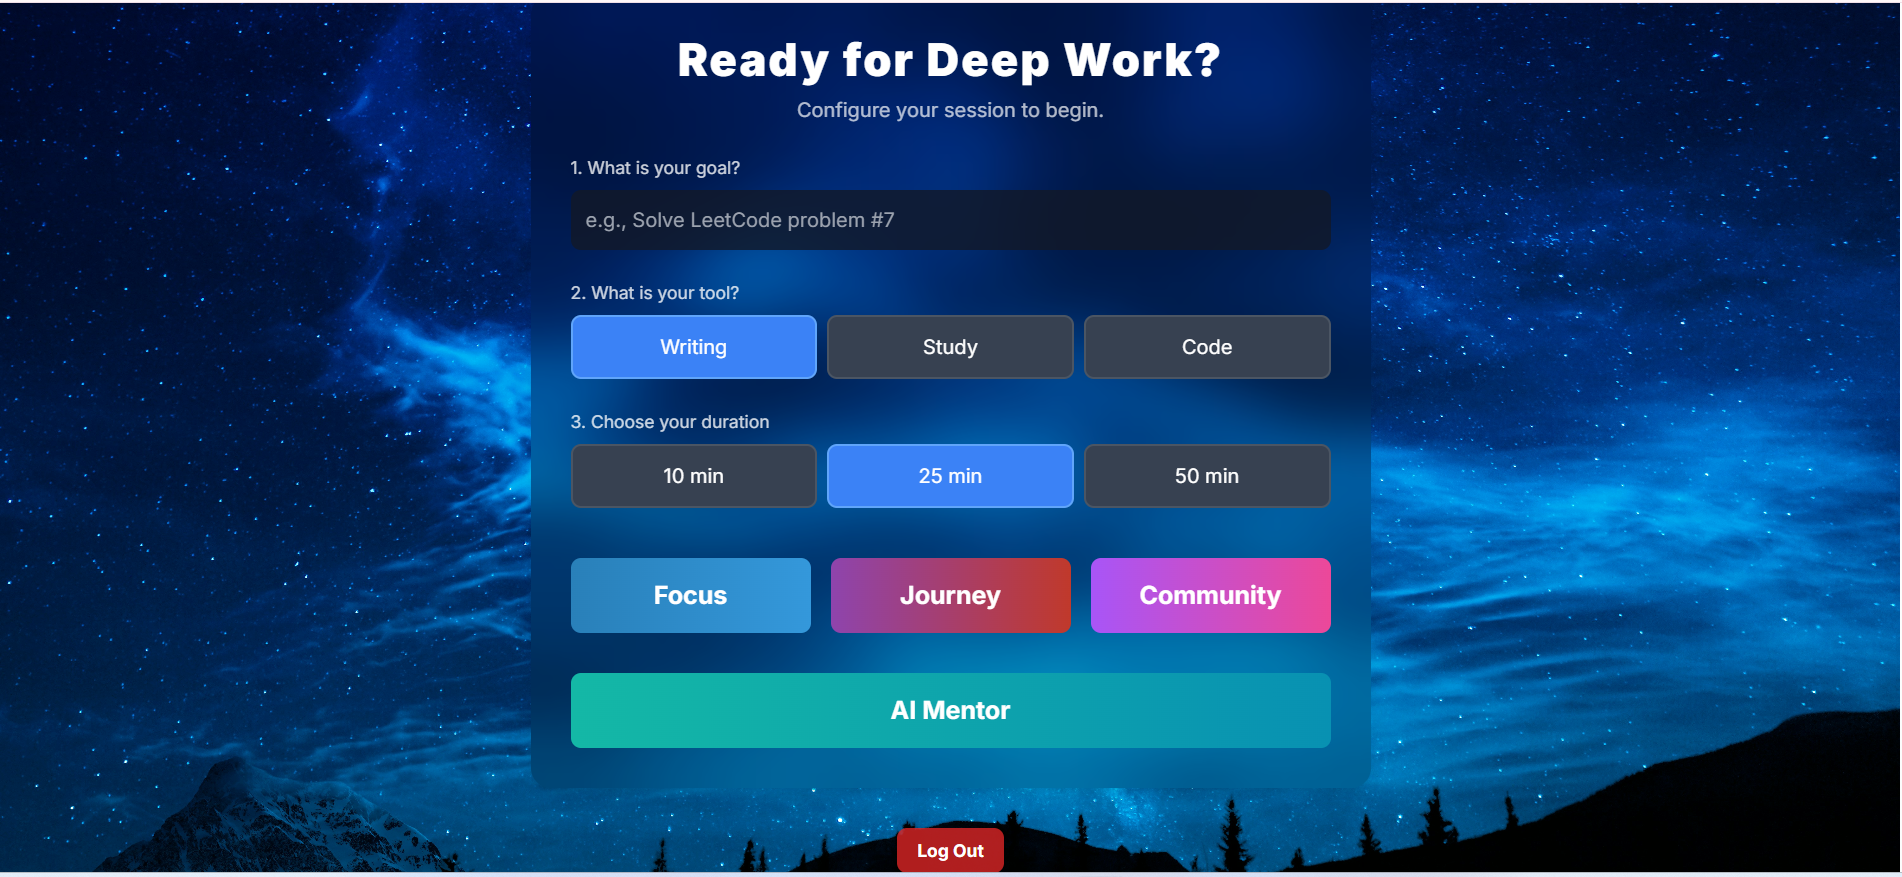 Ready for Deep Work?
Configure your session to begin.
1. What is your goal?
e.g., Solve LeetCode problem #7
2. What is your tool?
Writing Study Code
3. Choose your duration
10 min 25 min 50 min
Focus Journey Community
AI Mentor
Log Out